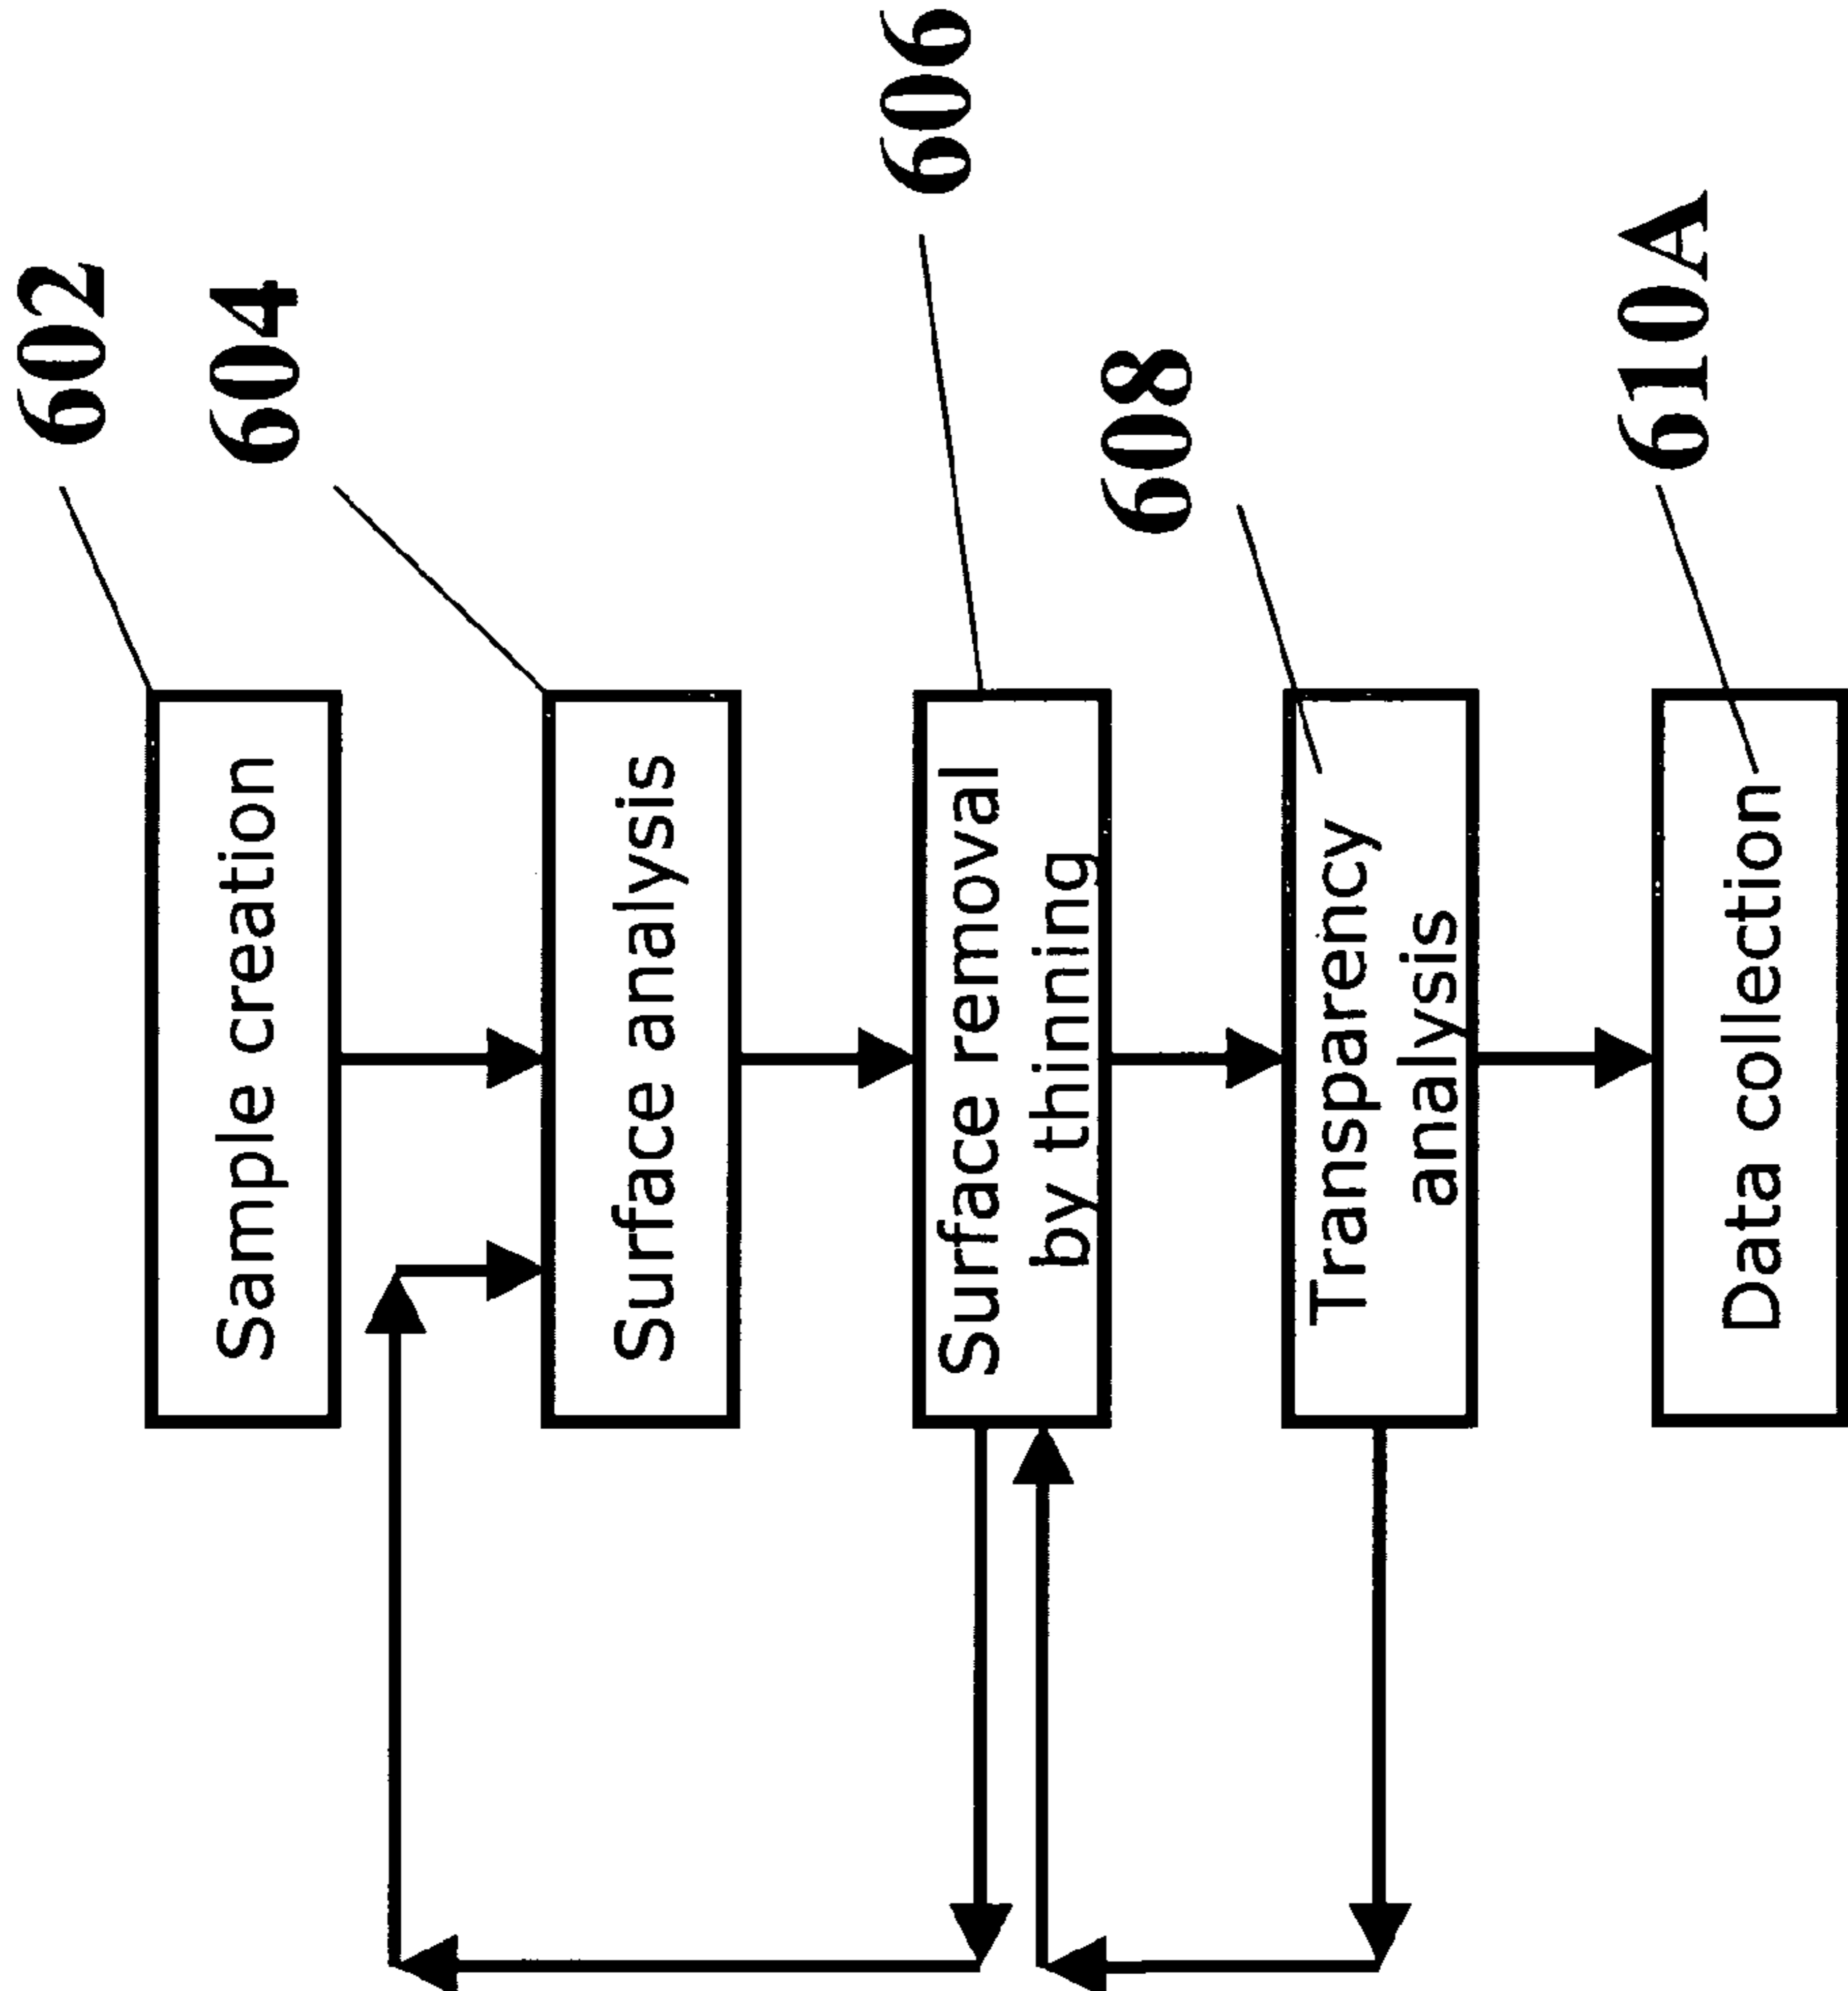 602
Sample creation
604
Surface analysis
606
Surface removal
by thinning
608
Transparency
analysis
610A
Data collection